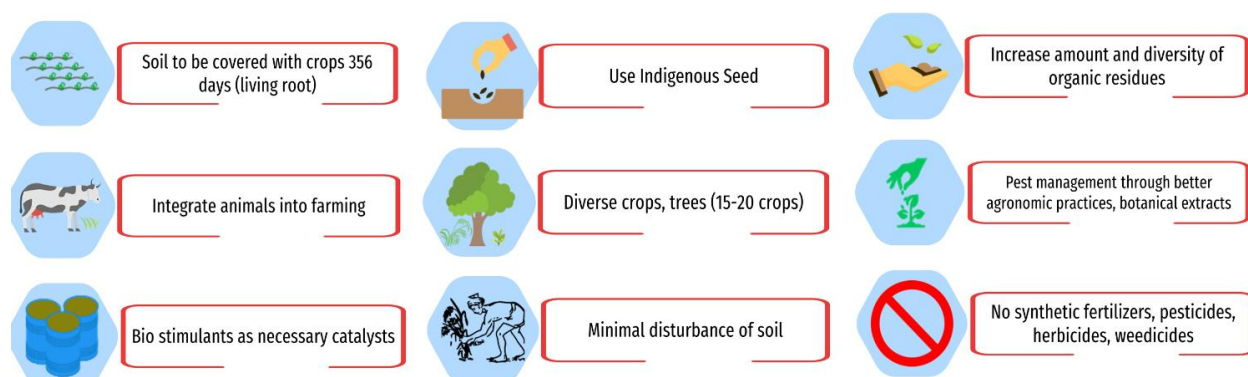 Soil to be covered with crops 356
days (living root)
Use Indigenous Seed
Increase amount and diversity of
organic residues
Integrate animals into farming
Diverse crops, trees (15-20 crops)
Pest management through better
agronomic practices, botanical extracts
Bio stimulants as necessary catalysts
Minimal disturbance of soil
No synthetic fertilizers, pesticides,
herbicides, weedicides